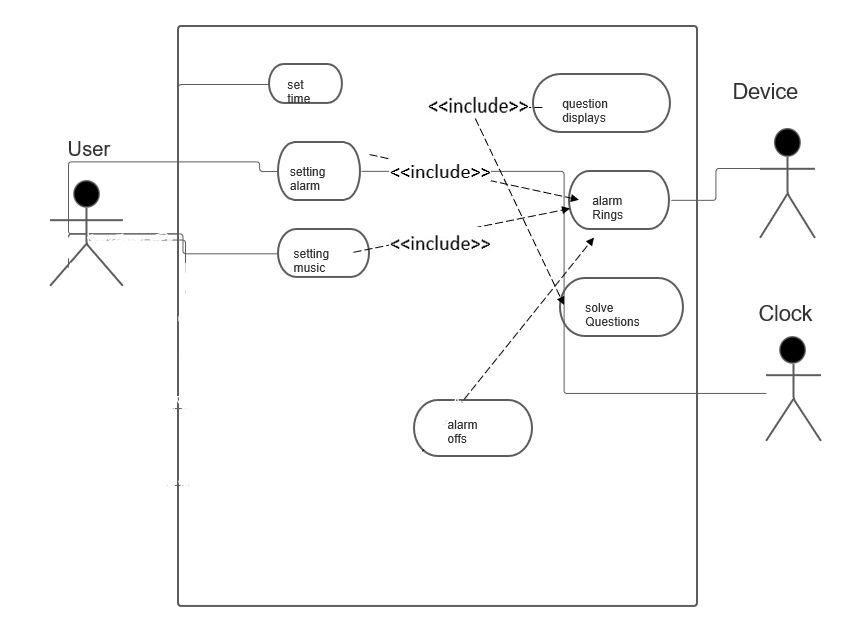 Device
<<include>>
question
displays
set
time
User
setting
alarm
<<include>>
alarm
Rings
setting
music
<<include>>
solve
Questions
Clock
alarm
offs